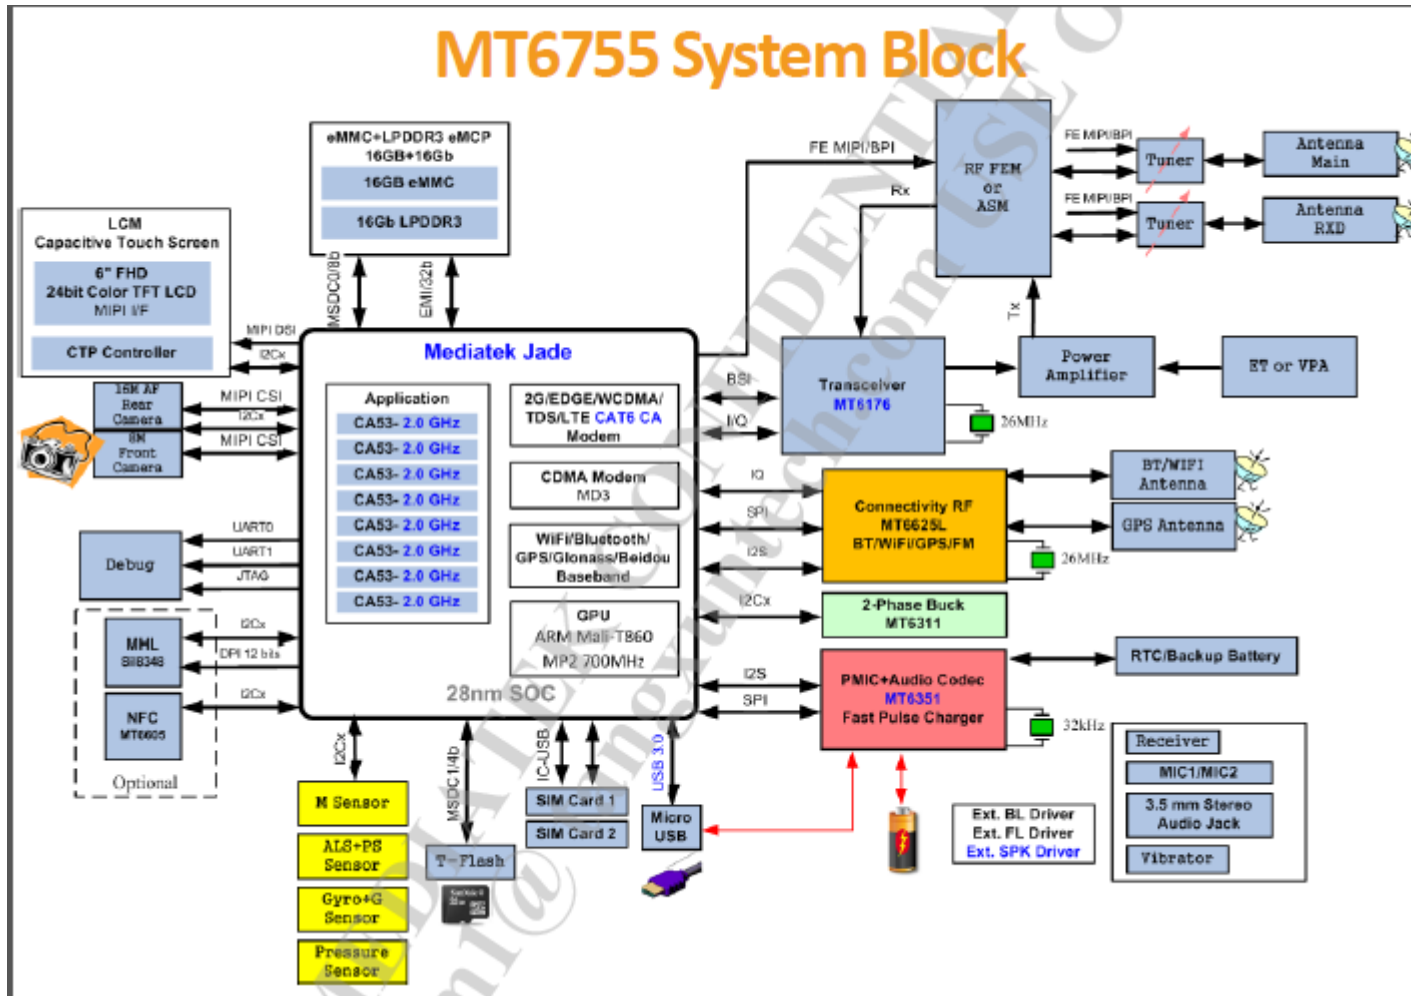 MT6755 System Block
eMMC+LPDDR3 eMCP
16GB+16Gb
16GB eMMC
16Gb LPDDR3
LCM
Capacitive Touch Screen
6" FHD
24bit Color TFT LCD
MIPI I/F
CTP Controller
MSDC0/8b
EMI/32b
MIPI DSI
I2Cx
16M AF
Rear
Camera
8M
Front
Camera
MIPI CSI
I2Cx
MIPI CSI
Debug
UART0
UART1
JTAG
MHL
SII8348
I2Cx
DPI 12 bits
NFC
MT6605
I2Cx
Optional
Mediatek Jade
Application
CA53- 2.0 GHz
CA53- 2.0 GHz
CA53- 2.0 GHz
CA53- 2.0 GHz
CA53- 2.0 GHz
CA53- 2.0 GHz
CA53- 2.0 GHz
CA53- 2.0 GHz
2G/EDGE/WCDMA/
TDS/LTE CAT6 CA
Modem
CDMA Modem
MD3
WiFi/Bluetooth/
GPS/Glonass/Beidou
Baseband
GPU
ARM Mali-T860
MP2 700MHz
28nm SOC
FE MIPI/BPI
Rx
RF FEM
or
ASM
FE MIPI/BPI
Tuner
Antenna
Main
FE MIPI/BPI
Tuner
Antenna
RXD
Tx
BSI
I/Q
Transceiver
MT6176
26MHz
Power
Amplifier
ET or VPA
IQ
SPI
I2S
Connectivity RF
MT6625L
BT/WiFi/GPS/FM
BT/WIFI
Antenna
GPS Antenna
26MHz
I2Cx
2-Phase Buck
MT6311
I2S
SPI
PMIC+Audio Codec
MT6351
Fast Pulse Charger
RTC/Backup Battery
32kHz
I2Cx
M Sensor
ALS+PS
Sensor
Gyro+G
Sensor
Pressure
Sensor
MSDC1/4b
T-Flash
IC-USB
SIM Card 1
SIM Card 2
USB 3.0
Micro
USB
Ext. BL Driver
Ext. FL Driver
Ext. SPK Driver
Receiver
MIC1/MIC2
3.5 mm Stereo
Audio Jack
Vibrator